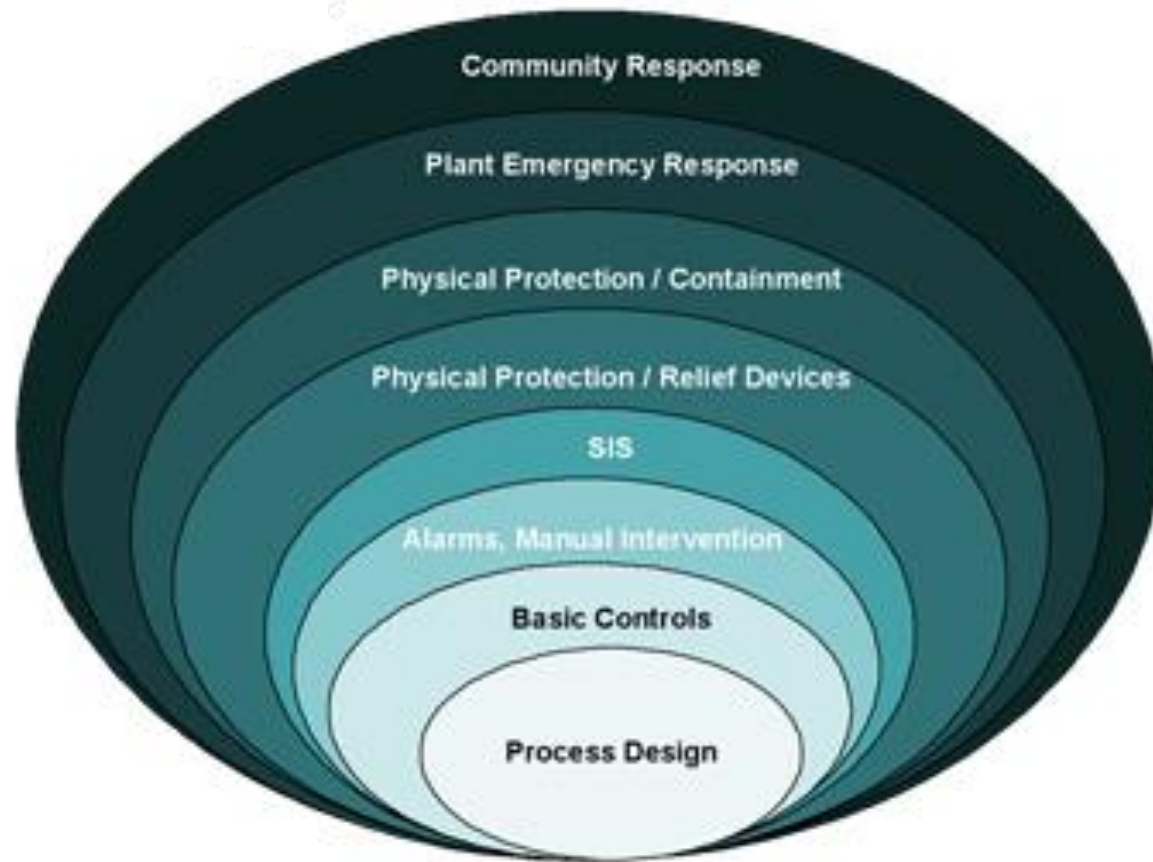 Community Response
Plant Emergency Response
Physical Protection / Containment
Physical Protection / Relief Devices
SIS
Alarms, Manual Intervention
Basic Controls
Process Design